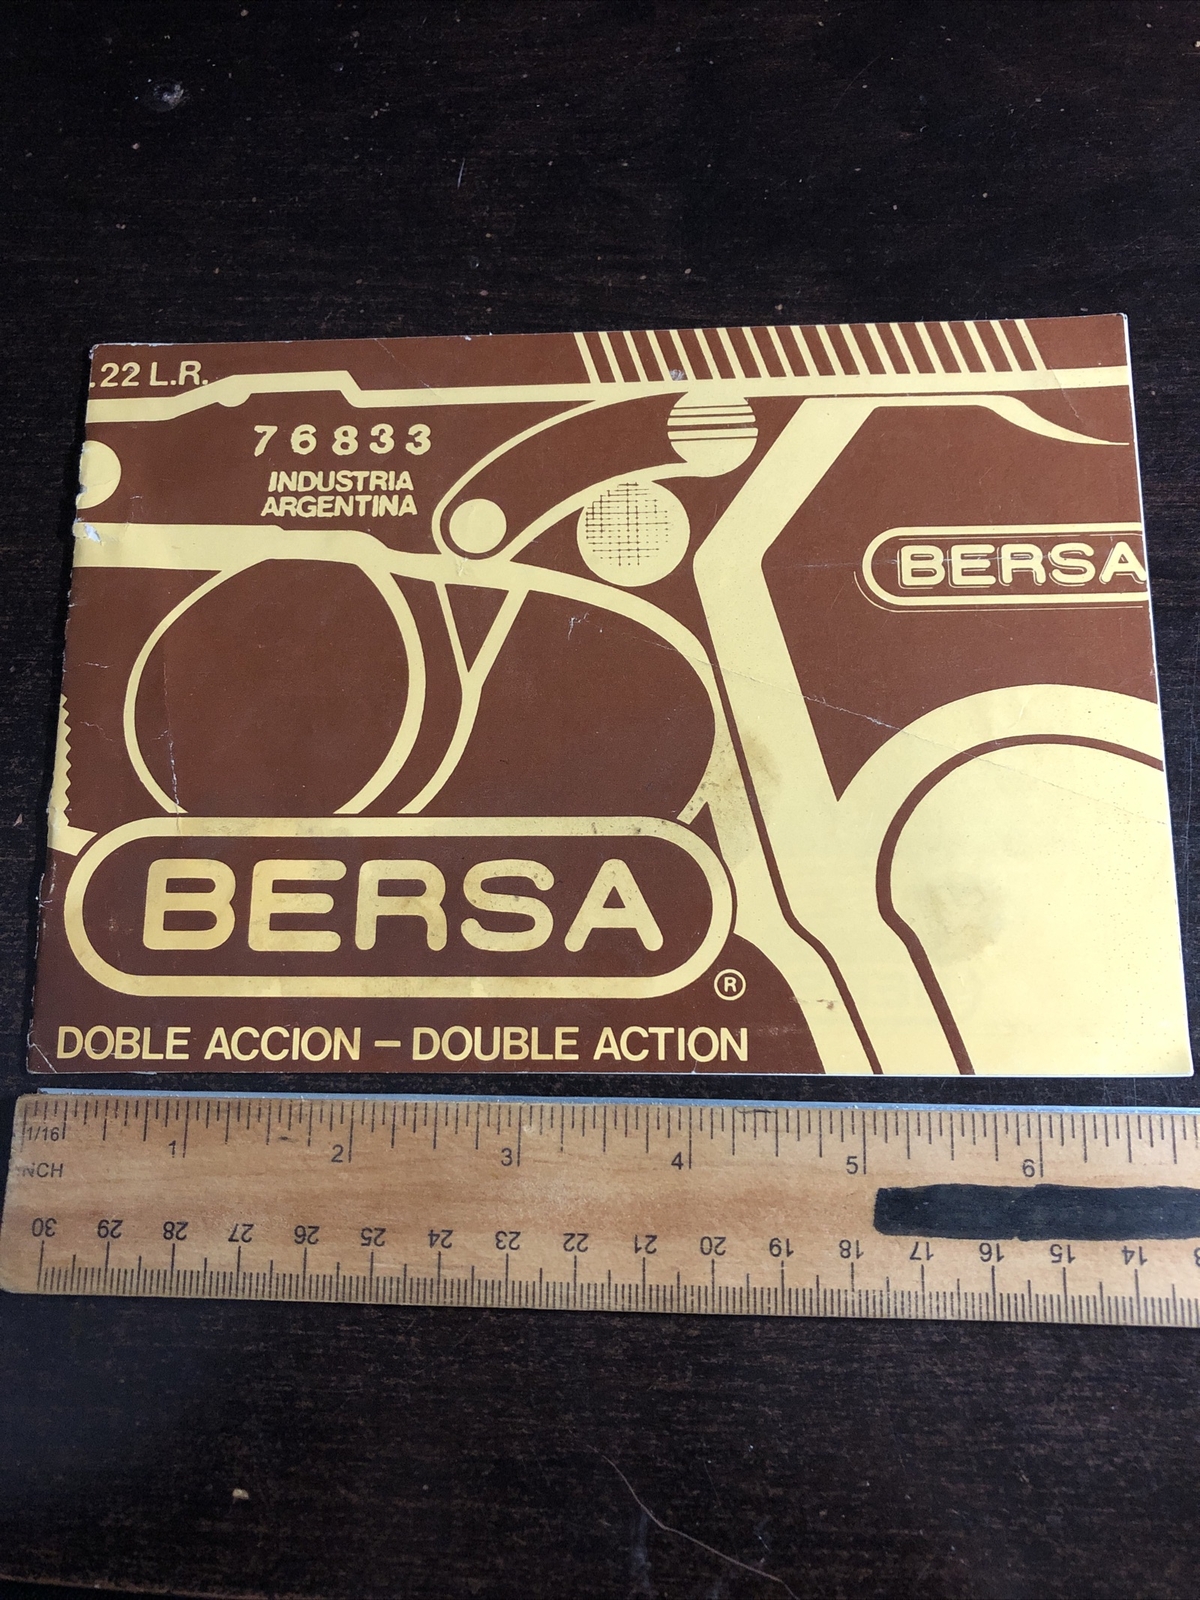 .22 L.R.
76833
INDUSTRIA
ARGENTINA
BERSA
BERSA
®
DOBLE ACCION – DOUBLE ACTION
1/16
NCH
1 2 3 4 5 6
30 29 28 27 26 25 24 23 22 21 20 19 18 17 16 15 14